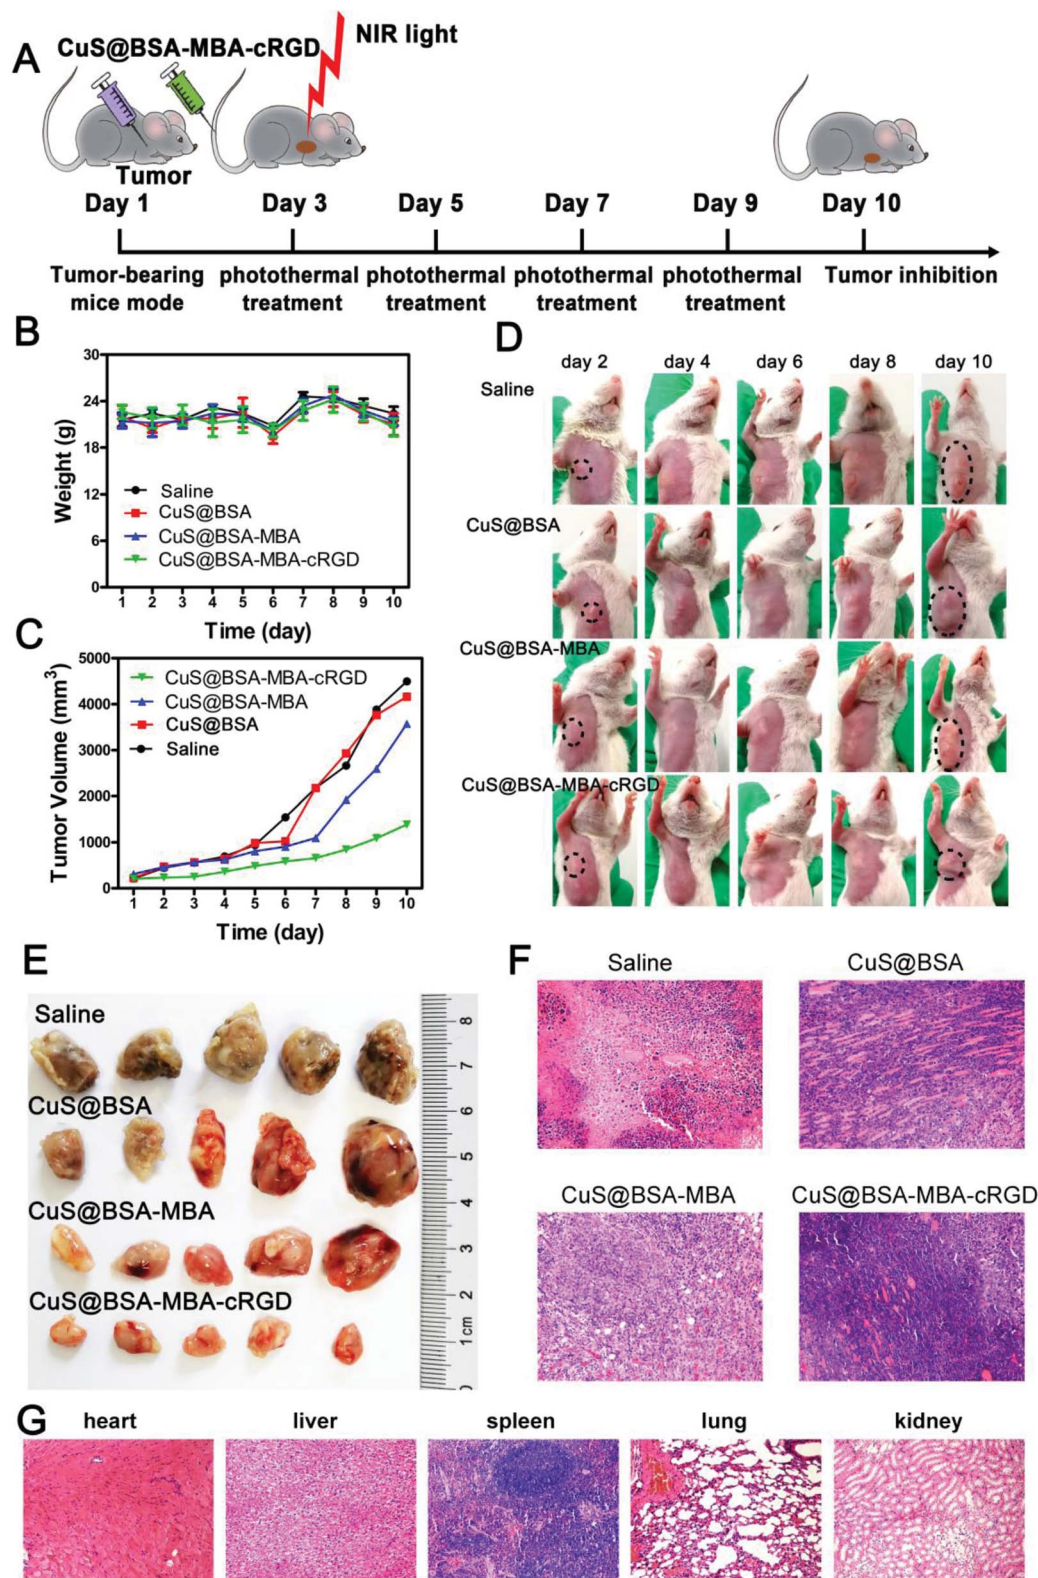 A
CuS@BSA-MBA-cRGD
NIR light
Tumor
Day 1 Day 3 Day 5 Day 7 Day 9 Day 10
Tumor-bearing photothermal photothermal photothermal photothermal Tumor inhibition
mice mode treatment treatment treatment treatment
B
Weight (g)
30
24
18
12
6
0
Saline
CuS@BSA
CuS@BSA-MBA
CuS@BSA-MBA-cRGD
1 2 3 4 5 6 7 8 9 10
Time (day)
C
Tumor Volume (mm3)
5000
4000
3000
2000
1000
0
CuS@BSA-MBA-cRGD
CuS@BSA-MBA
CuS@BSA
Saline
1 2 3 4 5 6 7 8 9 10
Time (day)
D
day 2 day 4 day 6 day 8 day 10
Saline
CuS@BSA
CuS@BSA-MBA
CuS@BSA-MBA-cRGD
E
Saline
CuS@BSA
CuS@BSA-MBA
CuS@BSA-MBA-cRGD
8
7
6
5
4
3
2
1cm
0
F
Saline CuS@BSA
CuS@BSA-MBA CuS@BSA-MBA-cRGD
G
heart liver spleen lung kidney